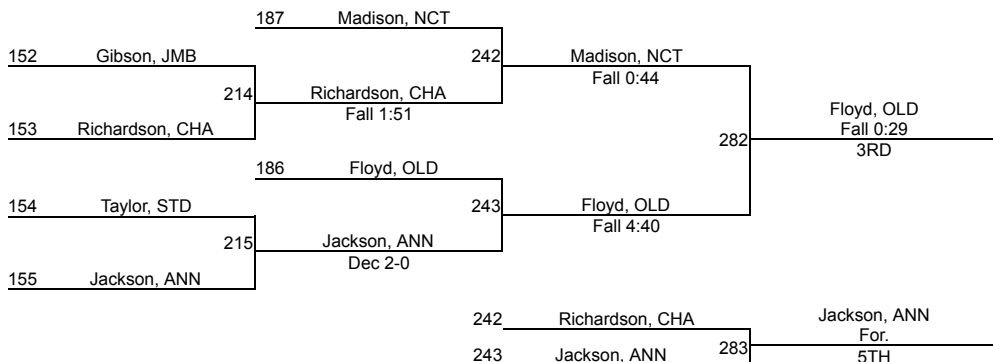 187 Madison, NCT
152 Gibson, JMB
242 Madison, NCT
Fall 0:44
214 Richardson, CHA
Fall 1:51
153 Richardson, CHA
282 Floyd, OLD
Fall 0:29
3RD
186 Floyd, OLD
154 Taylor, STD
243 Floyd, OLD
Fall 4:40
215 Jackson, ANN
Dec 2-0
155 Jackson, ANN
242 Richardson, CHA
283 Jackson, ANN
For.
5TH
243 Jackson, ANN